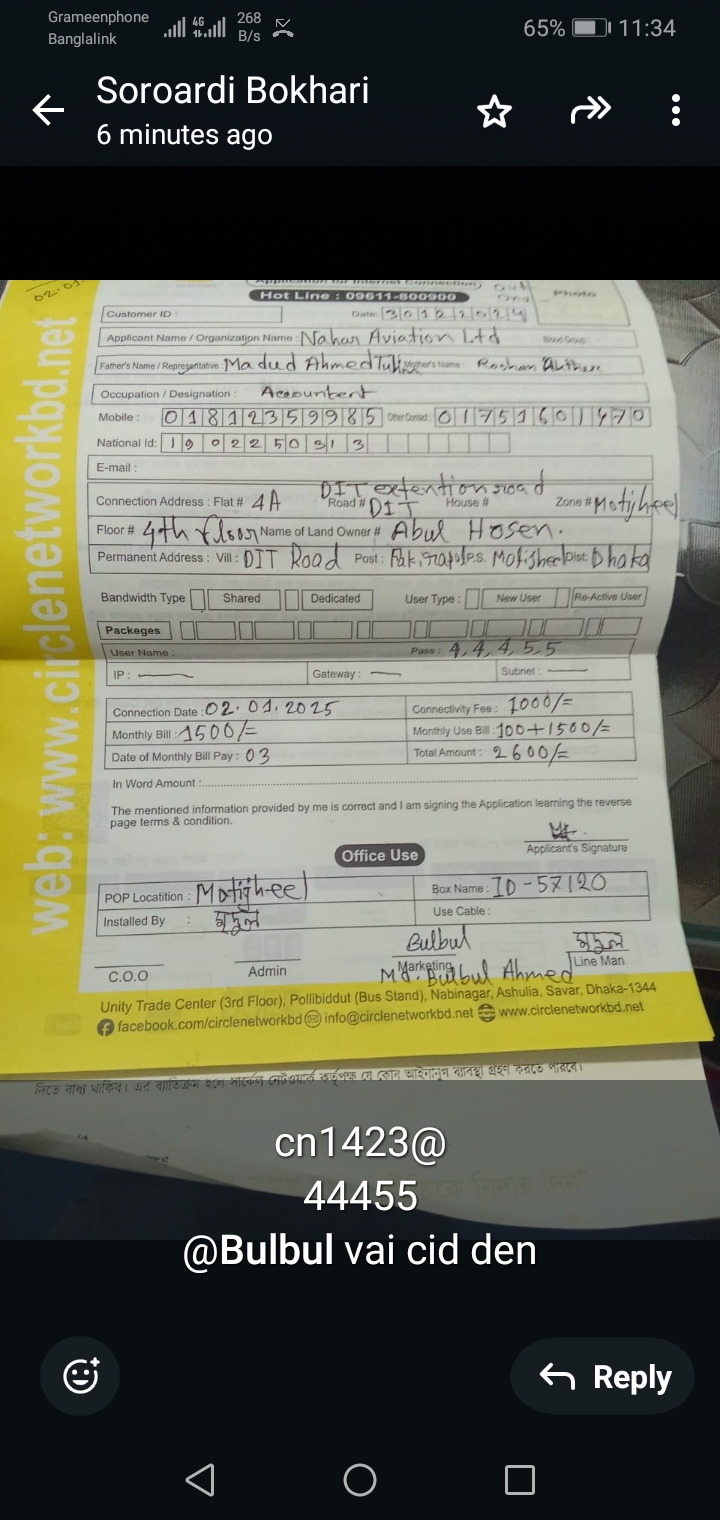 Grameenphone
Banglalink
4G
268 B/s
65% 11:34
Soroardi Bokhari
6 minutes ago
02.01.
Hot Line : 09611-800900
Photo
Customer ID :
Date: 30122024
Applicant Name / Organization Name : Nahar Aviation Ltd Blood Group:
Father's Name / Representative Madud Ahmed Mother's Name: Roshan
Occupation / Designation : Accountent
Mobile : 01812359985 Other Contact: 01751601470
National Id: 1902250313
E-mail :
DIT extention road
Connection Address : Flat # 4A Road # DIT House # Zone # Motijheel
Floor # 4th floor Name of Land Owner # Abul Hosen.
Permanent Address : Vill : DIT Road Post : P.S. Motijheel Dist: Dhaka
Bandwidth Type Shared Dedicated User Type : New User Re-Active User
Packeges
User Name : Pass : 4,4,4,5,5
IP : — Gateway : — Subnet : —
Connection Date : 02.01.2025 Connectivity Fee : 1000/=
Monthly Bill : 1500/= Monthly Use Bill : 100+1500/=
Date of Monthly Bill Pay : 03 Total Amount : 2600/=
In Word Amount :
The mentioned information provided by me is correct and I am signing the Application learning the reverse
page terms & condition.
Applicant's Signature
Office Use
POP Locatition : Motijheel Box Name : ID-57120
Installed By : Use Cable :
Bulbul
C.O.O Admin Marketing Line Man
Md. Bulbul Ahmed
Unity Trade Center (3rd Floor), Pollibiddut (Bus Stand), Nabinagar, Ashulia, Savar, Dhaka-1344
facebook.com/circlenetworkbd info@circlenetworkbd.net www.circlenetworkbd.net
web: www.circlenetworkbd.net
cn1423@
44455
@Bulbul vai cid den
Reply